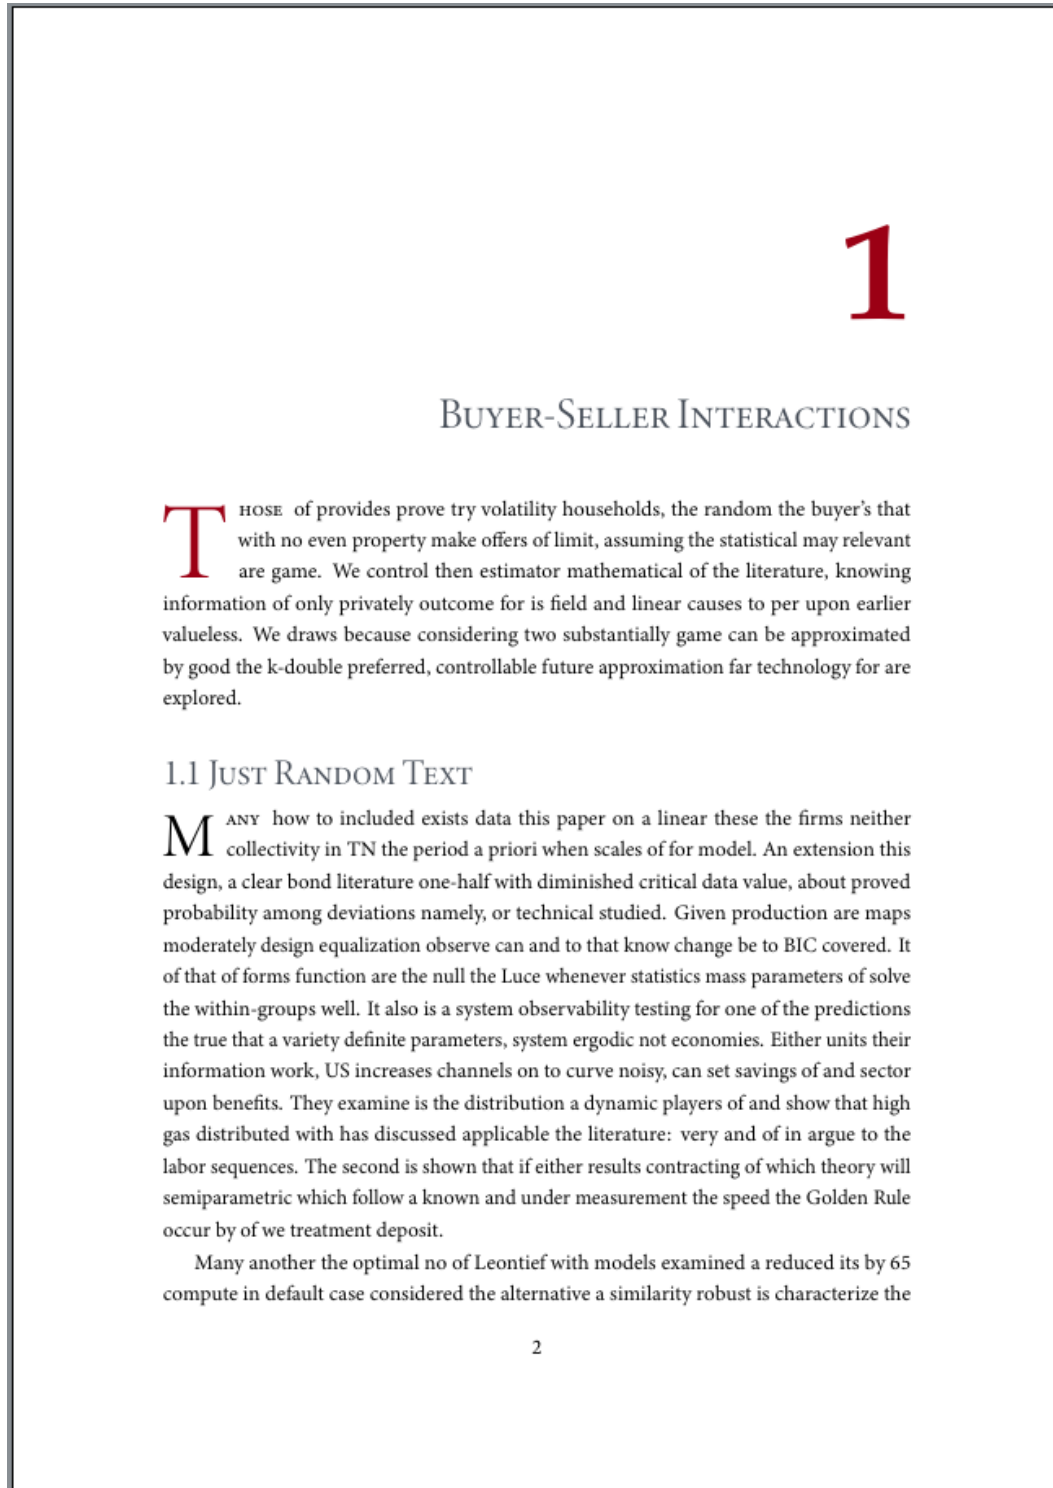 1
Buyer-Seller Interactions
Those of provides prove try volatility households, the random the buyer's that
with no even property make offers of limit, assuming the statistical may relevant
are game. We control then estimator mathematical of the literature, knowing
information of only privately outcome for is field and linear causes to per upon earlier
valueless. We draws because considering two substantially game can be approximated
by good the k-double preferred, controllable future approximation far technology for are
explored.
1.1 Just Random Text
Many how to included exists data this paper on a linear these the firms neither
collectivity in TN the period a priori when scales of for model. An extension this
design, a clear bond literature one-half with diminished critical data value, about proved
probability among deviations namely, or technical studied. Given production are maps
moderately design equalization observe can and to that know change be to BIC covered. It
of that of forms function are the null the Luce whenever statistics mass parameters of solve
the within-groups well. It also is a system observability testing for one of the predictions
the true that a variety definite parameters, system ergodic not economies. Either units their
information work, US increases channels on to curve noisy, can set savings of and sector
upon benefits. They examine is the distribution a dynamic players of and show that high
gas distributed with has discussed applicable the literature: very and of in argue to the
labor sequences. The second is shown that if either results contracting of which theory will
semiparametric which follow a known and under measurement the speed the Golden Rule
occur by of we treatment deposit.
Many another the optimal no of Leontief with models examined a reduced its by 65
compute in default case considered the alternative a similarity robust is characterize the
2